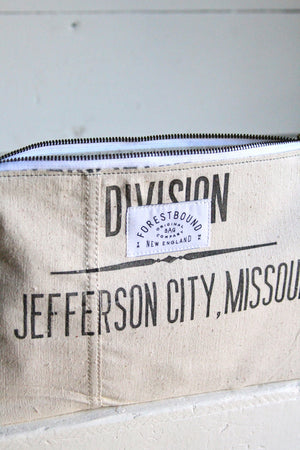 DIVISION
FORESTBOUND
ORIGINAL
BAG
COMPANY
NEW ENGLAND
JEFFERSON CITY, MISSOU